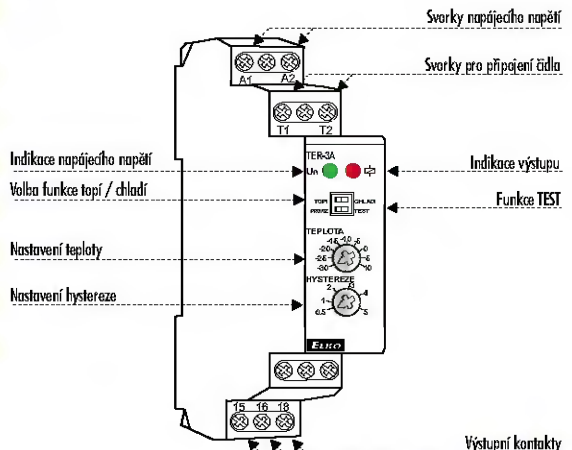 Svorky napájecího napětí
A1 A2
Svorky pro připojení čidla
T1 T2
TER-3A
Indikace napájecího napětí
Un
Indikace výstupu
Volba funkce topí / chladí
TOPÍ CHLADÍ
TEST
Funkce TEST
TEPLOTA
-30 -25 -20 -15 -10 -5 0 5 10
Nastavení teploty
HYSTEREZE
0.5 1 2 3 4 5
Nastavení hystereze
ELKO
15 16 18
Výstupní kontakty